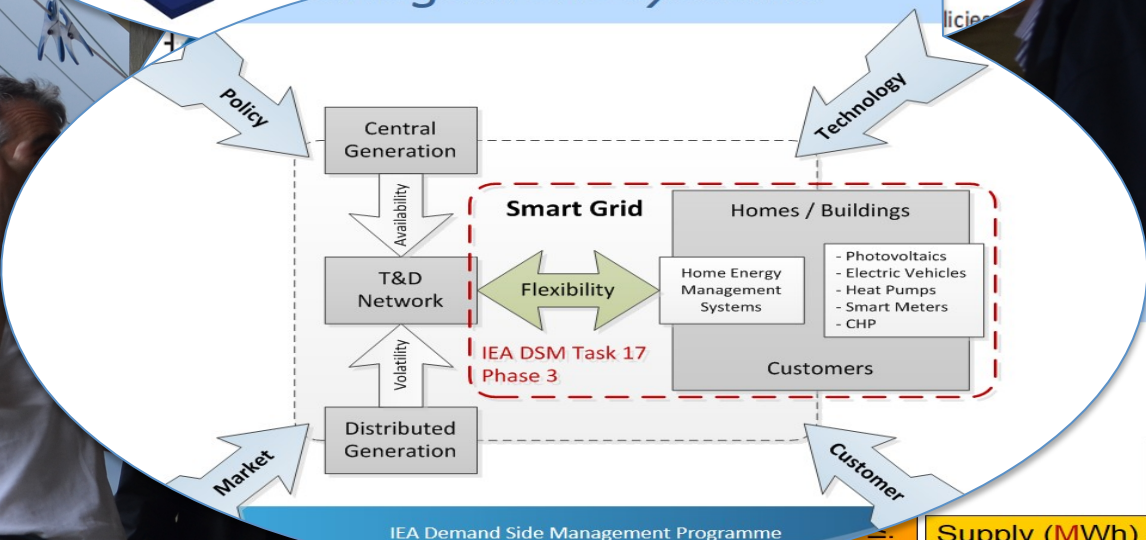 licies
Policy
Technology
Central
Generation
Availability
Smart Grid
Homes / Buildings
T&D
Network
Flexibility
Home Energy
Management
Systems
- Photovoltaics
- Electric Vehicles
- Heat Pumps
- Smart Meters
- CHP
IEA DSM Task 17
Phase 3
Volatility
Customers
Distributed
Generation
Market
Customer
IEA Demand Side Management Programme
Supply (MWh)